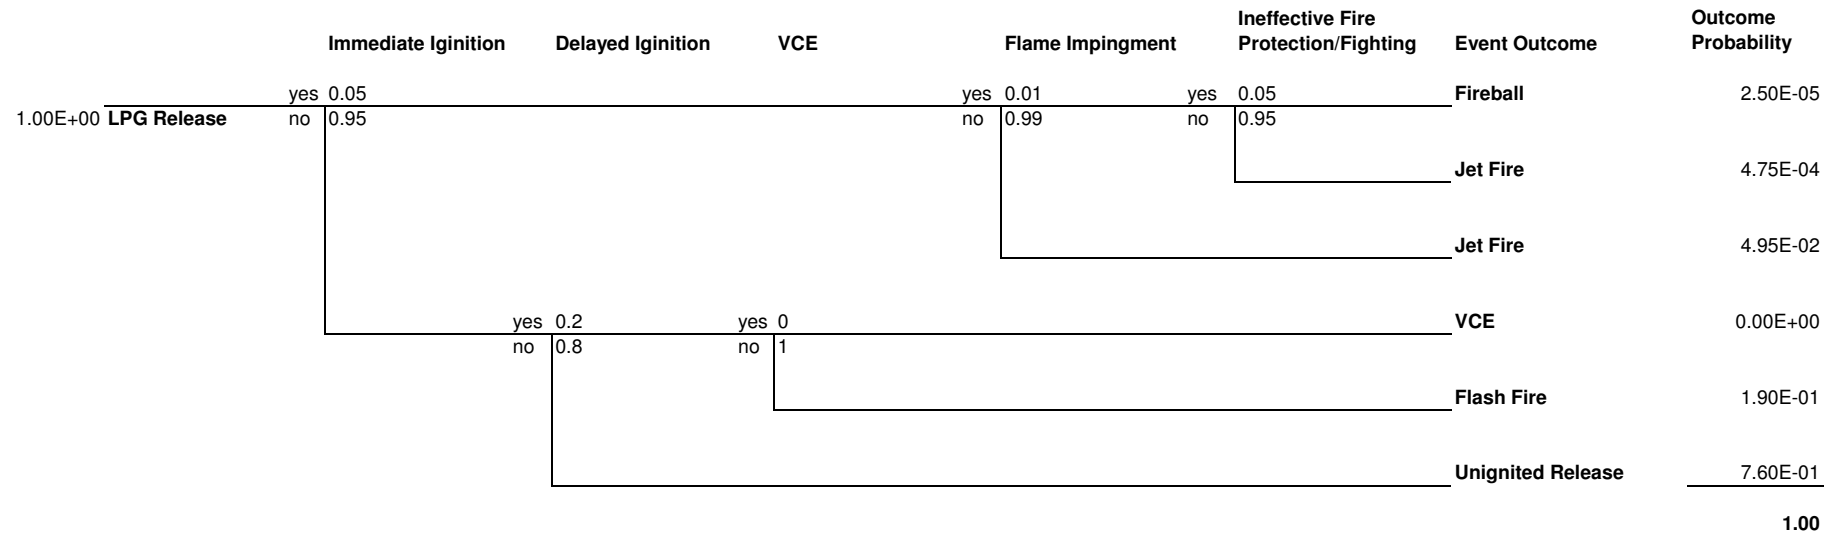 Immediate Iginition Delayed Iginition VCE Flame Impingment Ineffective Fire Protection/Fighting Event Outcome Outcome Probability
yes 0.05 yes 0.01 yes 0.05 Fireball 2.50E-05
1.00E+00 LPG Release no 0.95 no 0.99 no 0.95
Jet Fire 4.75E-04
Jet Fire 4.95E-02
yes 0.2 yes 0 VCE 0.00E+00
no 0.8 no 1
Flash Fire 1.90E-01
Unignited Release 7.60E-01
1.00